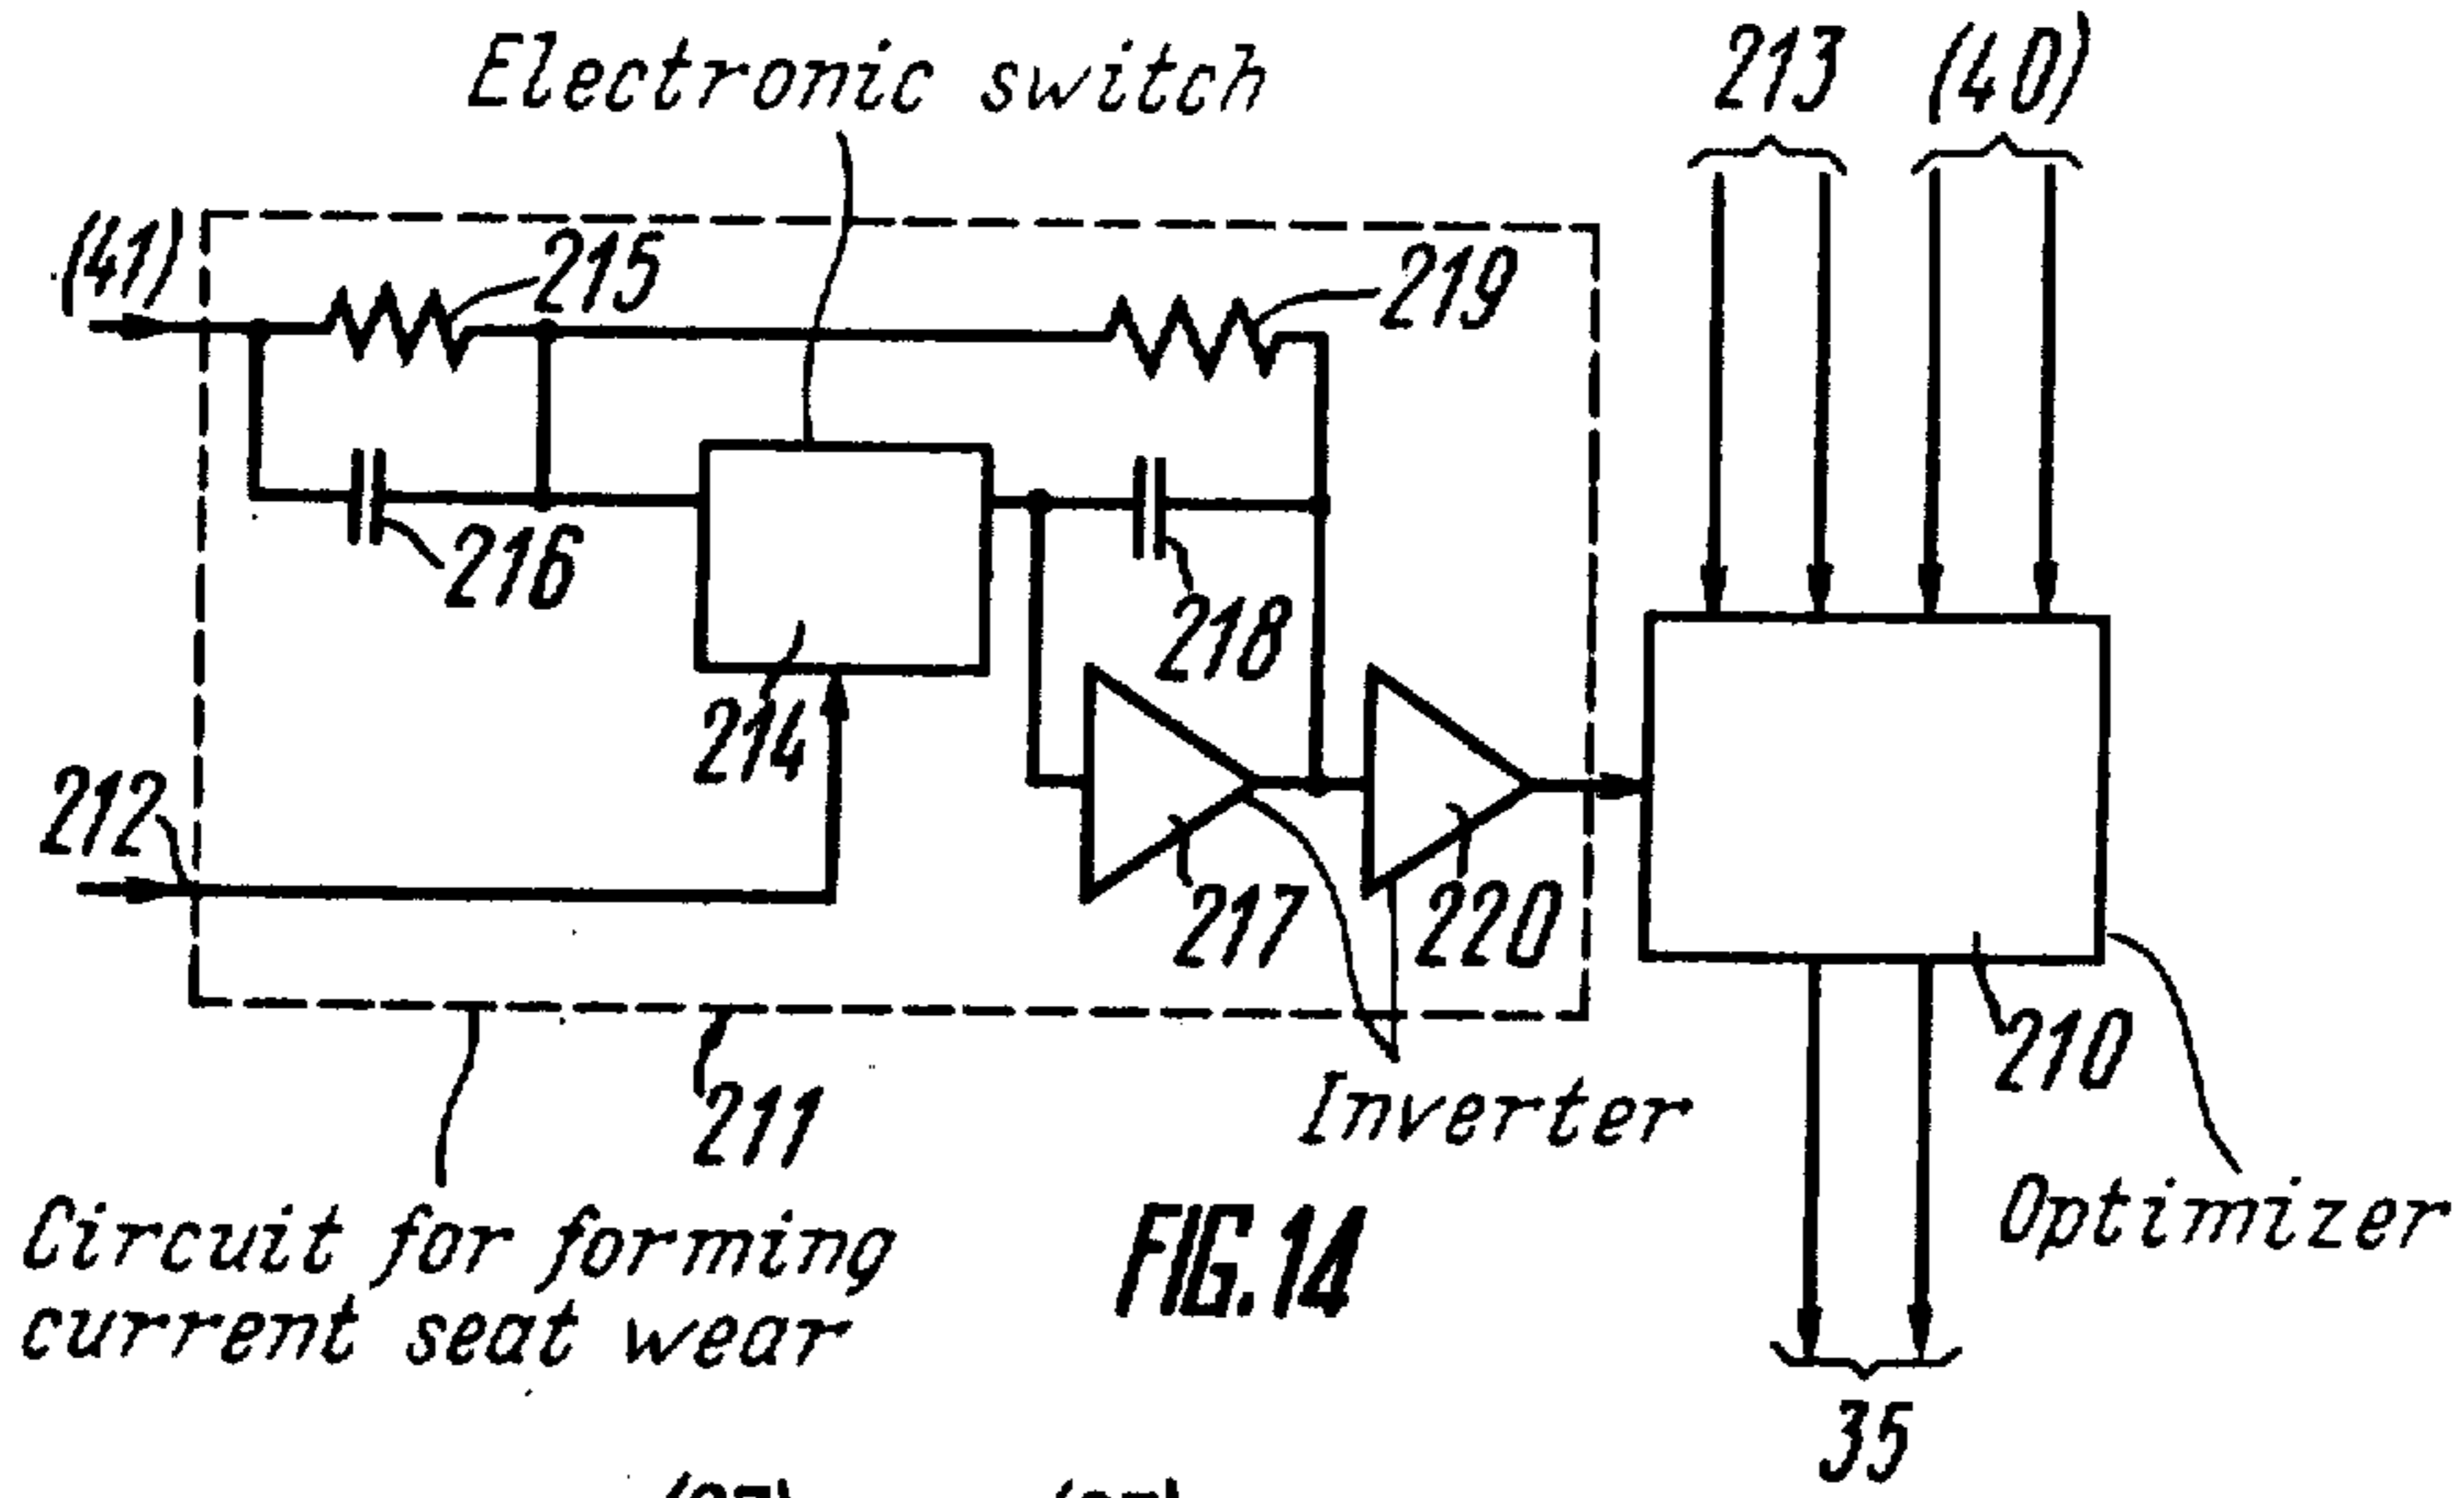 Electronic switch
213 (40)
(41)
215
219
216
218
214
212
217
220
210
211
Inverter
Optimizer
Circuit for forming
current seat wear
FIG.14
35